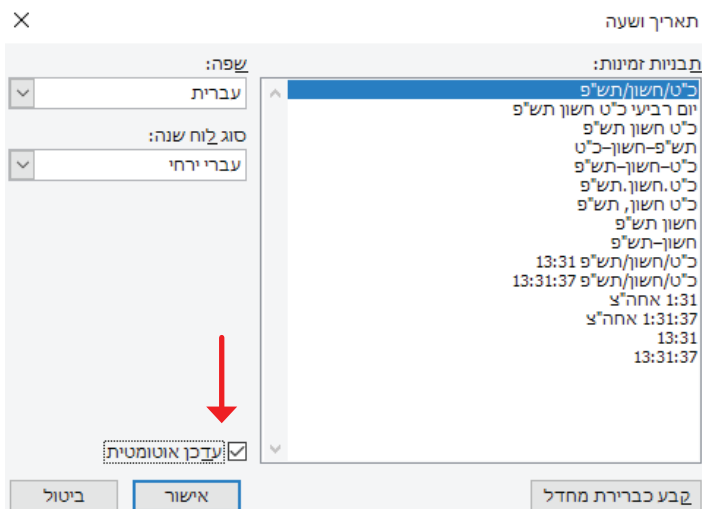 תאריך ושעה
תבניות זמינות:
כ"ט/חשון/תש"פ
יום רביעי כ"ט חשון תש"פ
כ"ט חשון תש"פ
תש"פ–חשון–כ"ט
כ"ט–חשון–תש"פ
כ"ט.חשון.תש"פ
כ"ט חשון, תש"פ
חשון תש"פ
חשון–תש"פ
כ"ט/חשון/תש"פ 13:31
כ"ט/חשון/תש"פ 13:31:37
1:31 אחה"צ
1:31:37 אחה"צ
13:31
13:31:37
שפה:
עברית
סוג לוח שנה:
עברי ירחי
עדכן אוטומטית
קבע כברירת מחדל
אישור
ביטול